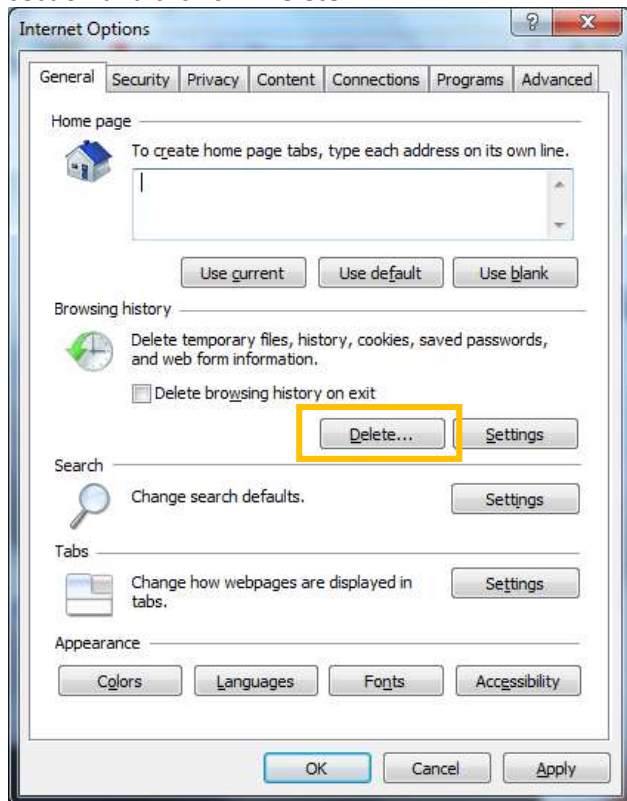 Internet Options
General Security Privacy Content Connections Programs Advanced
Home page
To create home page tabs, type each address on its own line.
Use current Use default Use blank
Browsing history
Delete temporary files, history, cookies, saved passwords,
and web form information.
Delete browsing history on exit
Delete... Settings
Search
Change search defaults. Settings
Tabs
Change how webpages are displayed in
tabs.
Settings
Appearance
Colors Languages Fonts Accessibility
OK Cancel Apply